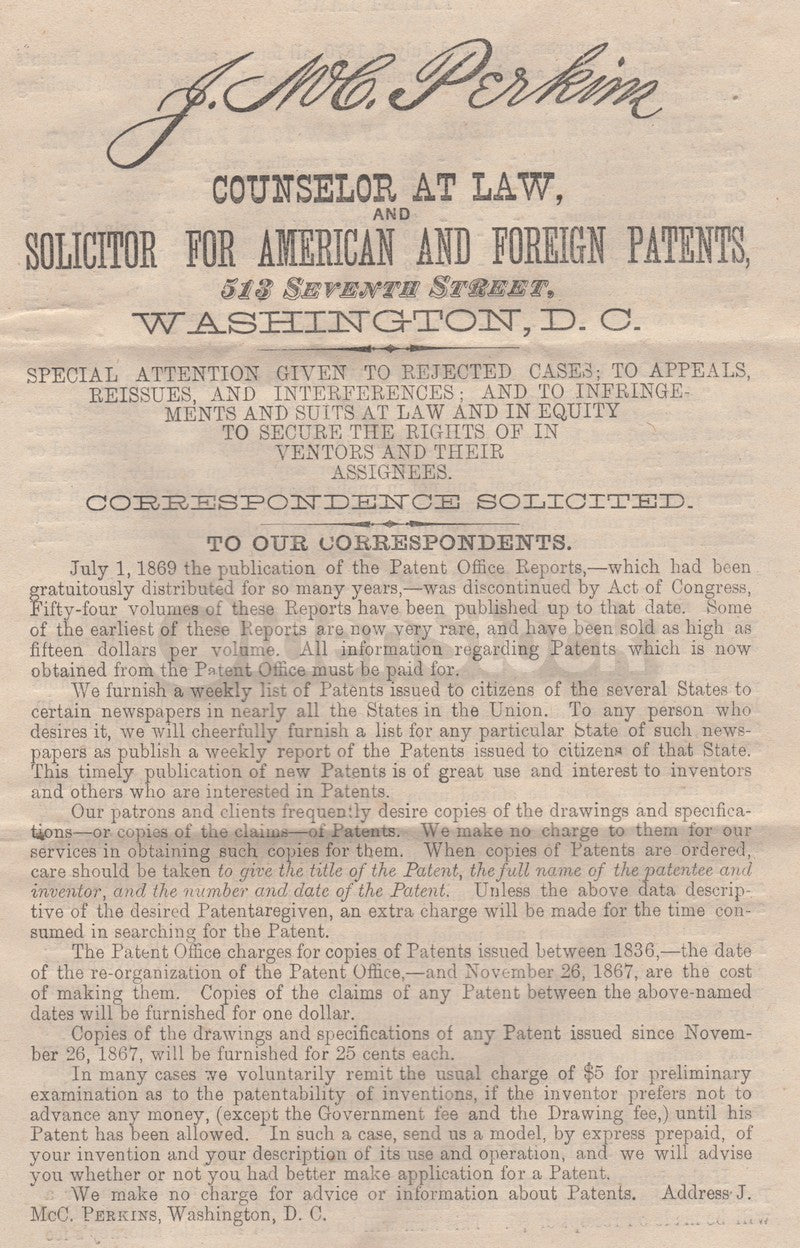 J. McC. Perkins
COUNSELOR AT LAW,
AND
SOLICITOR FOR AMERICAN AND FOREIGN PATENTS,
513 SEVENTH STREET,
WASHINGTON, D. C.
SPECIAL ATTENTION GIVEN TO REJECTED CASES; TO APPEALS,
REISSUES, AND INTERFERENCES; AND TO INFRINGE-
MENTS AND SUITS AT LAW AND IN EQUITY
TO SECURE THE RIGHTS OF IN
VENTORS AND THEIR
ASSIGNEES.
CORRESPONDENCE SOLICITED.
TO OUR CORRESPONDENTS.
July 1, 1869 the publication of the Patent Office Reports,—which had been
gratuitously distributed for so many years,—was discontinued by Act of Congress,
Fifty-four volumes of these Reports have been published up to that date. Some
of the earliest of these Reports are now very rare, and have been sold as high as
fifteen dollars per volume. All information regarding Patents which is now
obtained from the Patent Office must be paid for.
We furnish a weekly list of Patents issued to citizens of the several States to
certain newspapers in nearly all the States in the Union. To any person who
desires it, we will cheerfully furnish a list for any particular State of such news-
papers as publish a weekly report of the Patents issued to citizens of that State.
This timely publication of new Patents is of great use and interest to inventors
and others who are interested in Patents.
Our patrons and clients frequently desire copies of the drawings and specifica-
tions—or copies of the claims—of Patents. We make no charge to them for our
services in obtaining such copies for them. When copies of Patents are ordered,
care should be taken to give the title of the Patent, the full name of the patentee and
inventor, and the number and date of the Patent. Unless the above data descrip-
tive of the desired Patentaregiven, an extra charge will be made for the time con-
sumed in searching for the Patent.
The Patent Office charges for copies of Patents issued between 1836,—the date
of the re-organization of the Patent Office,—and November 26, 1867, are the cost
of making them. Copies of the claims of any Patent between the above-named
dates will be furnished for one dollar.
Copies of the drawings and specifications of any Patent issued since Novem-
ber 26, 1867, will be furnished for 25 cents each.
In many cases we voluntarily remit the usual charge of $5 for preliminary
examination as to the patentability of inventions, if the inventor prefers not to
advance any money, (except the Government fee and the Drawing fee,) until his
Patent has been allowed. In such a case, send us a model, by express prepaid, of
your invention and your description of its use and operation, and we will advise
you whether or not you had better make application for a Patent.
We make no charge for advice or information about Patents. Address J.
McC. PERKINS, Washington, D. C.